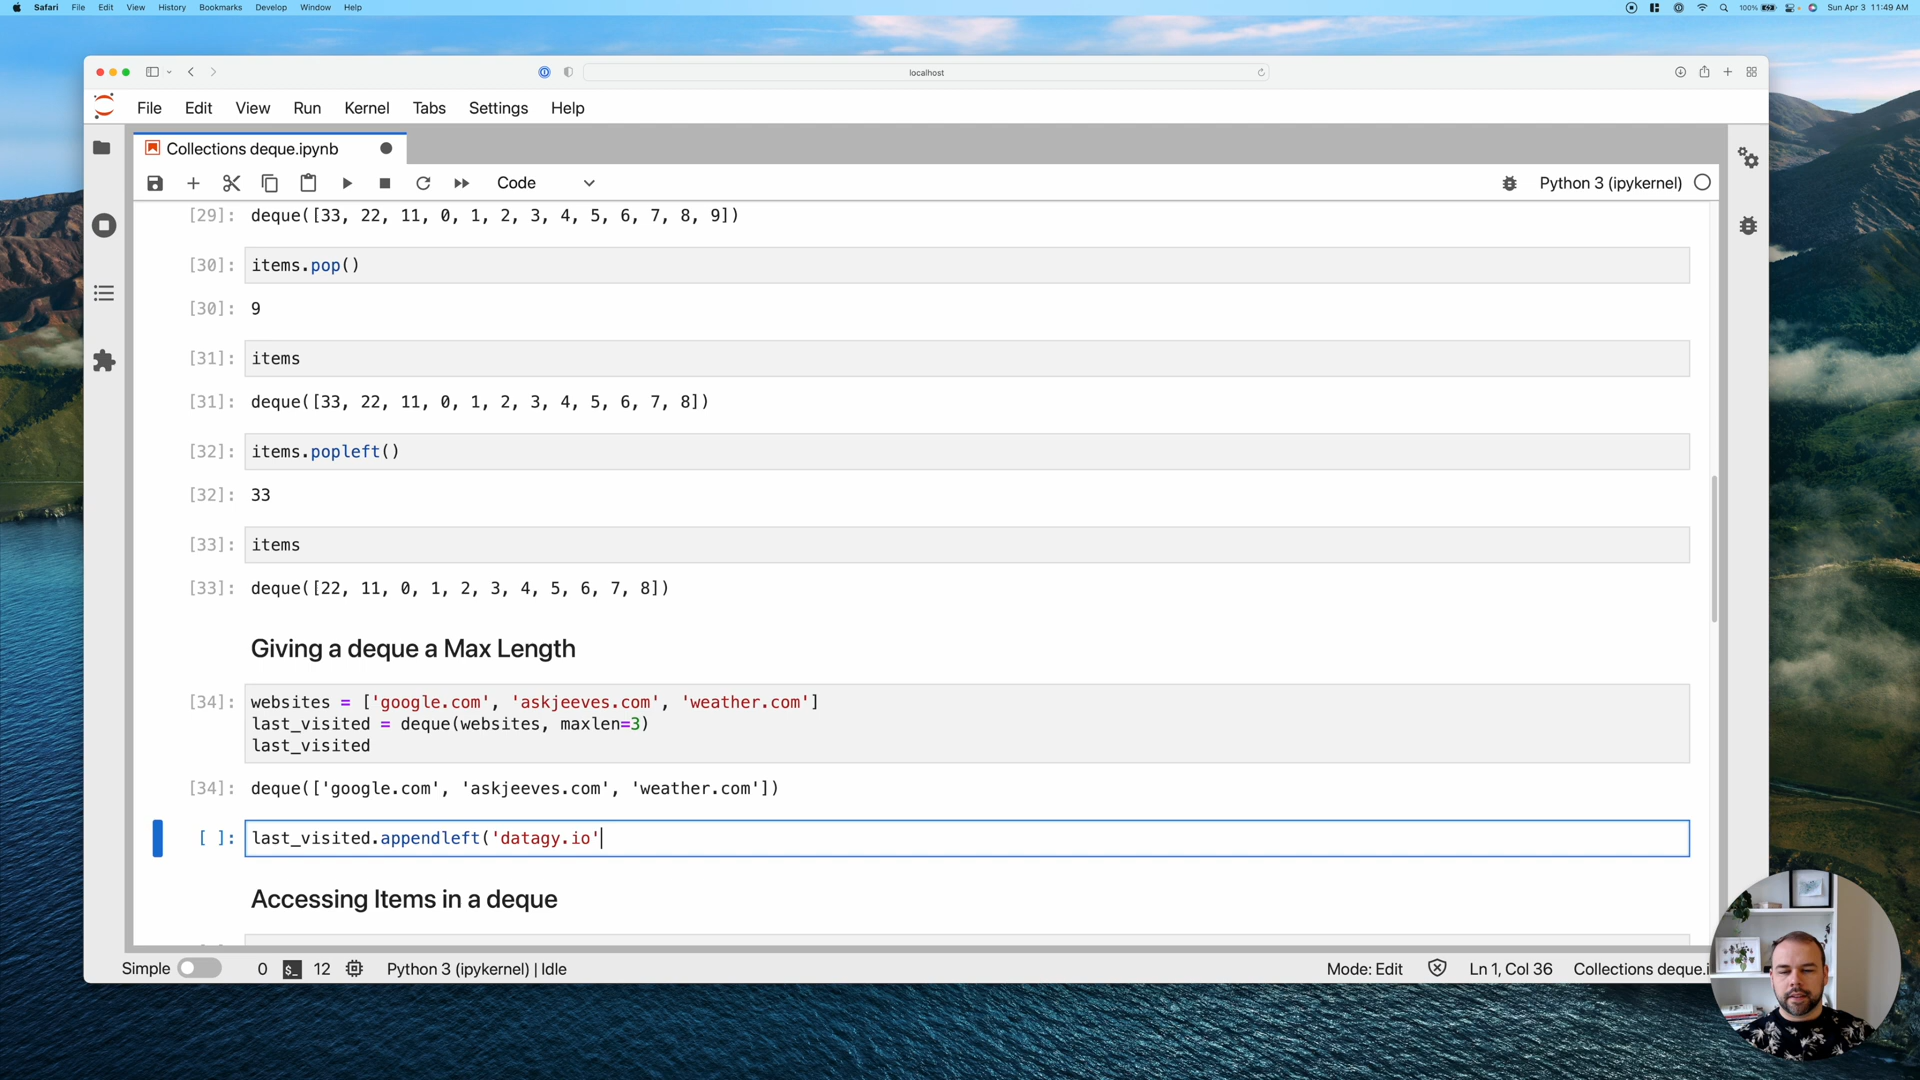 Safari File Edit View History Bookmarks Develop Window Help
100% Sun Apr 3 11:49 AM
localhost
File Edit View Run Kernel Tabs Settings Help
Collections deque.ipynb
Code
Python 3 (ipykernel)
[29]: deque([33, 22, 11, 0, 1, 2, 3, 4, 5, 6, 7, 8, 9])
[30]: items.pop()
[30]: 9
[31]: items
[31]: deque([33, 22, 11, 0, 1, 2, 3, 4, 5, 6, 7, 8])
[32]: items.popleft()
[32]: 33
[33]: items
[33]: deque([22, 11, 0, 1, 2, 3, 4, 5, 6, 7, 8])
Giving a deque a Max Length
[34]: websites = ['google.com', 'askjeeves.com', 'weather.com']
last_visited = deque(websites, maxlen=3)
last_visited
[34]: deque(['google.com', 'askjeeves.com', 'weather.com'])
[ ]: last_visited.appendleft('datagy.io'
Accessing Items in a deque
Simple 0 $_ 12 Python 3 (ipykernel) | Idle
Mode: Edit Ln 1, Col 36 Collections deque.i